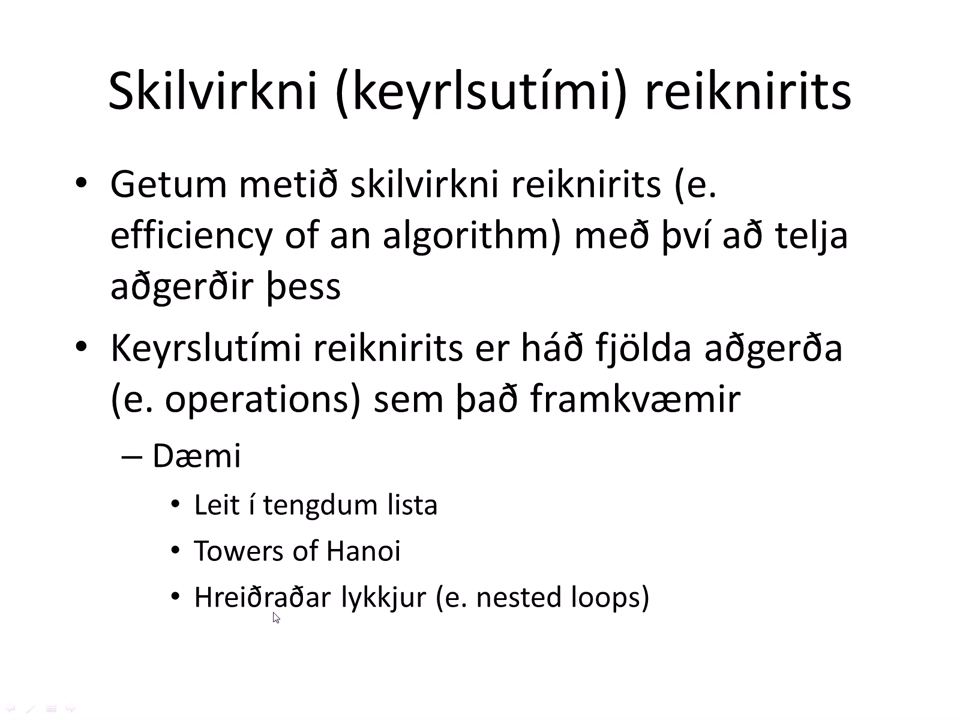 Skilvirkni (keyrlsutími) reiknirits
• Getum metið skilvirkni reiknirits (e.
efficiency of an algorithm) með því að telja
aðgerðir þess
• Keyrslutími reiknirits er háð fjölda aðgerða
(e. operations) sem það framkvæmir
– Dæmi
• Leit í tengdum lista
• Towers of Hanoi
• Hreiðraðar lykkjur (e. nested loops)